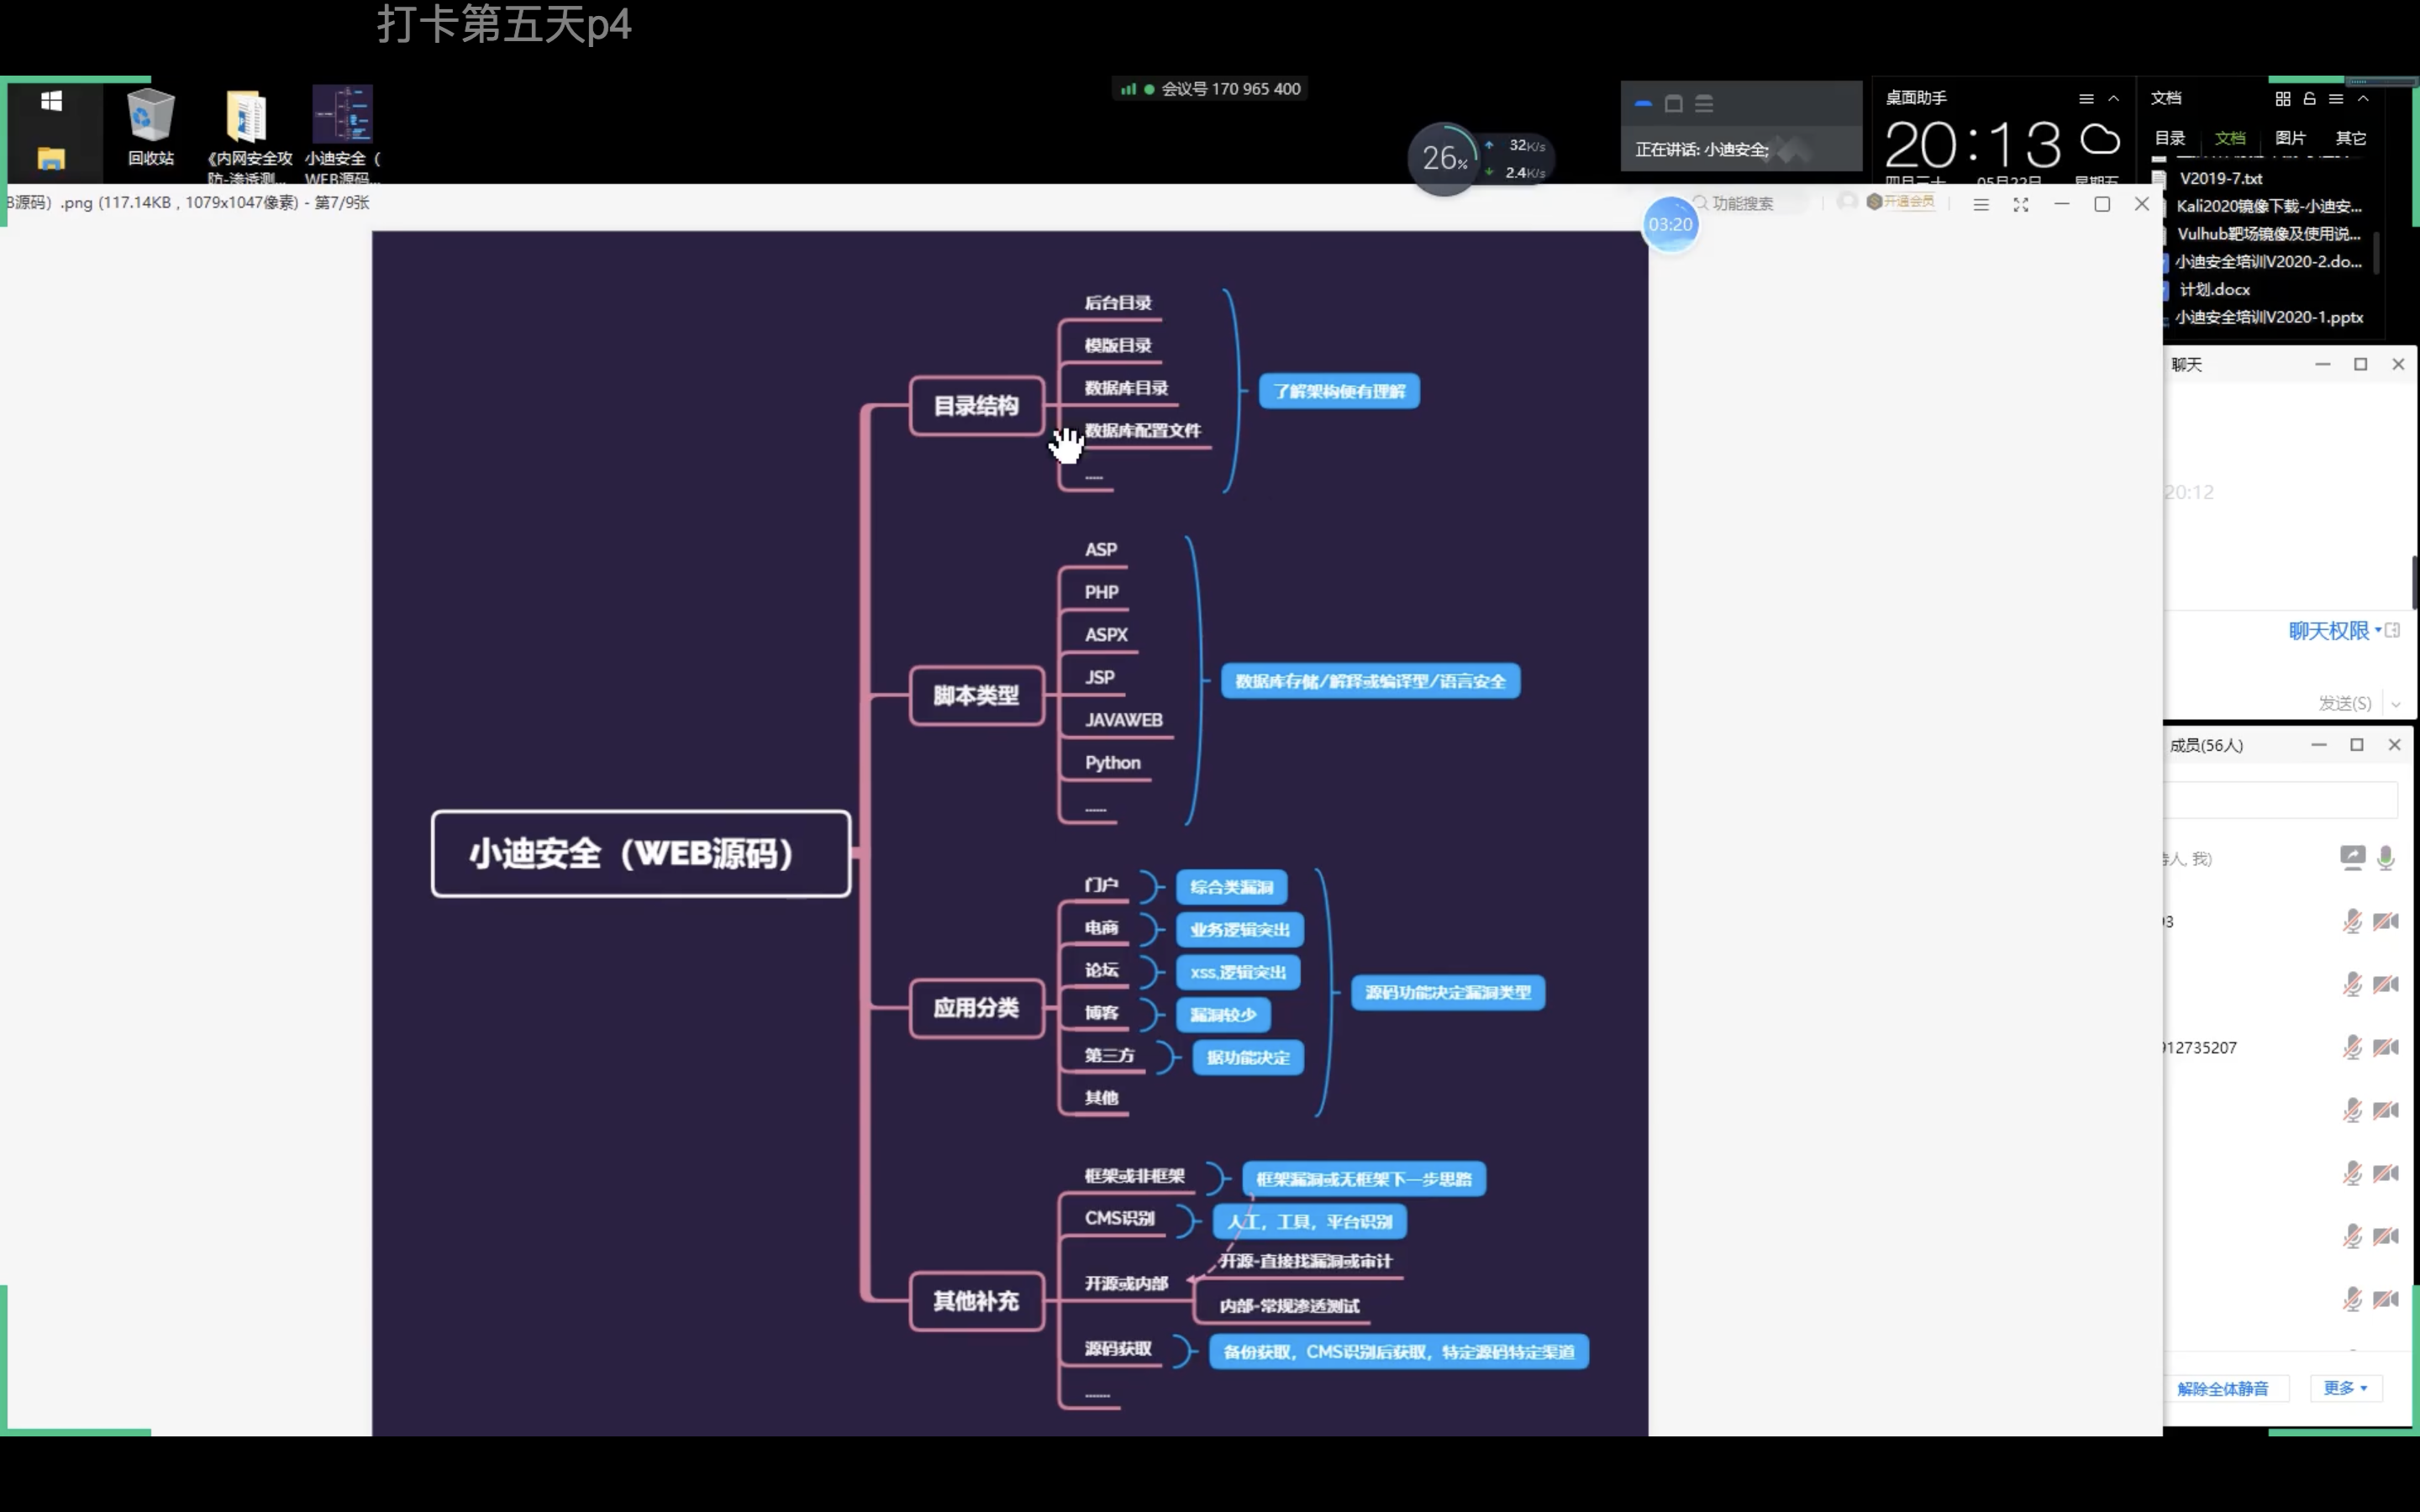 打卡第五天p4
会议号 170 965 400
回收站
《内网安全攻
防-渗透测...
小迪安全（
WEB源码...
26%
32K/s
2.4K/s
正在讲话: 小迪安全;
桌面助手
20:13
四月三十
05月22日
星期五
文档
目录
文档
图片
其它
V2019-7.txt
Kali2020镜像下载-小迪安...
Vulhub靶场镜像及使用说...
小迪安全培训V2020-2.do...
计划.docx
小迪安全培训V2020-1.pptx
B源码）.png (117.14KB , 1079x1047像素) - 第7/9张
03:20
功能搜索
开通会员
小迪安全（WEB源码）
目录结构
后台目录
模版目录
数据库目录
数据库配置文件
.....
了解架构便有理解
脚本类型
ASP
PHP
ASPX
JSP
JAVAWEB
Python
......
数据库存储/解释或编译型/语言安全
应用分类
门户
综合类漏洞
电商
业务逻辑突出
论坛
xss,逻辑突出
博客
漏洞较少
第三方
据功能决定
其他
源码功能决定漏洞类型
其他补充
框架或非框架
框架漏洞或无框架下一步思路
CMS识别
人工，工具，平台识别
开源或内部
开源-直接找漏洞或审计
内部-常规渗透测试
源码获取
备份获取，CMS识别后获取，特定源码特定渠道
.......
聊天
20:12
聊天权限
发送(S)
成员(56人)
人, 我)
93
912735207
解除全体静音
更多